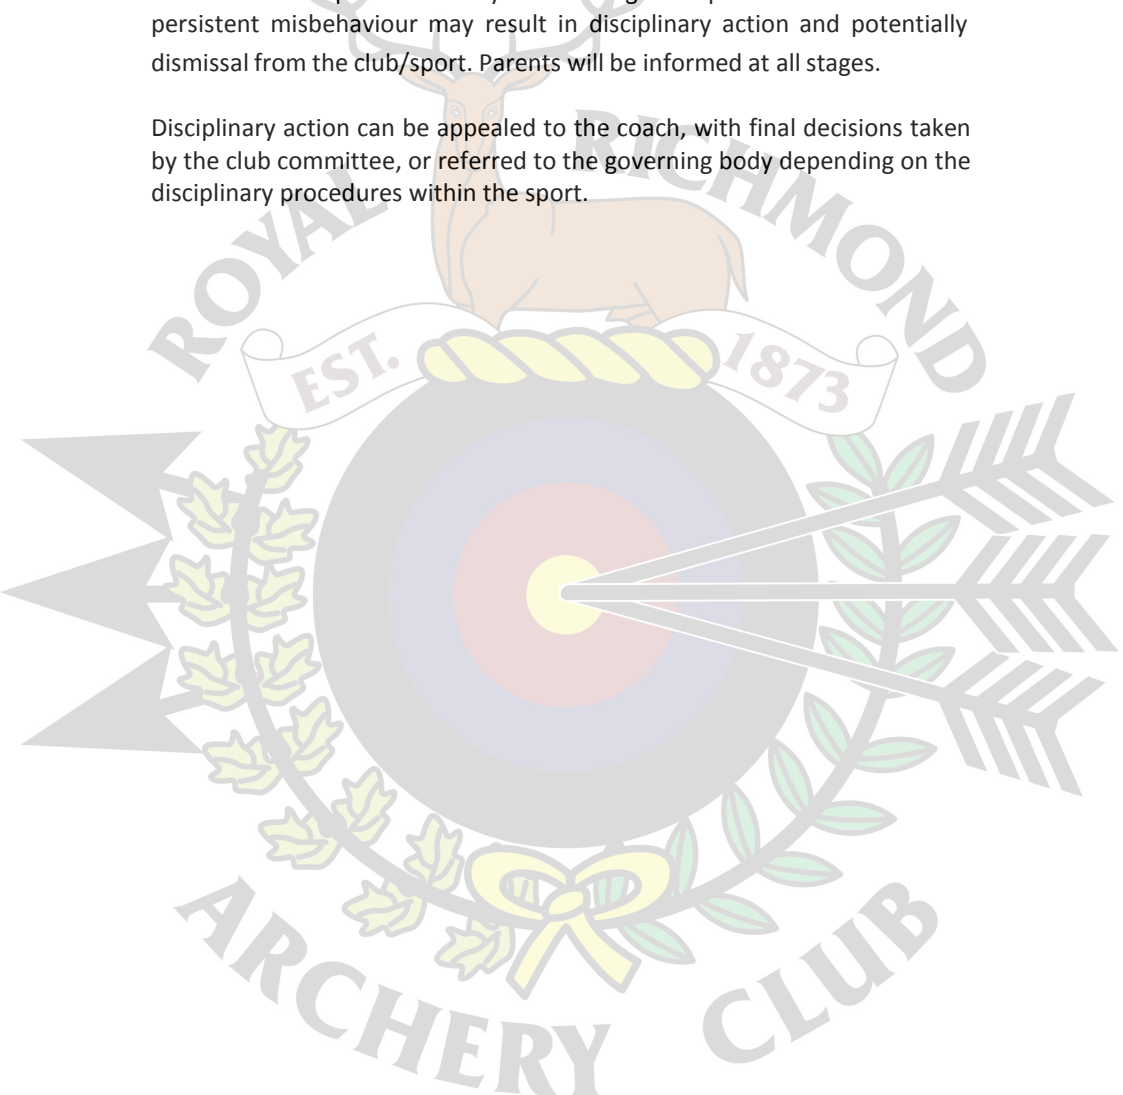 persistent misbehaviour may result in disciplinary action and potentially
dismissal from the club/sport. Parents will be informed at all stages.
Disciplinary action can be appealed to the coach, with final decisions taken
by the club committee, or referred to the governing body depending on the
disciplinary procedures within the sport.
ROYAL RICHMOND
EST. 1873
ARCHERY CLUB